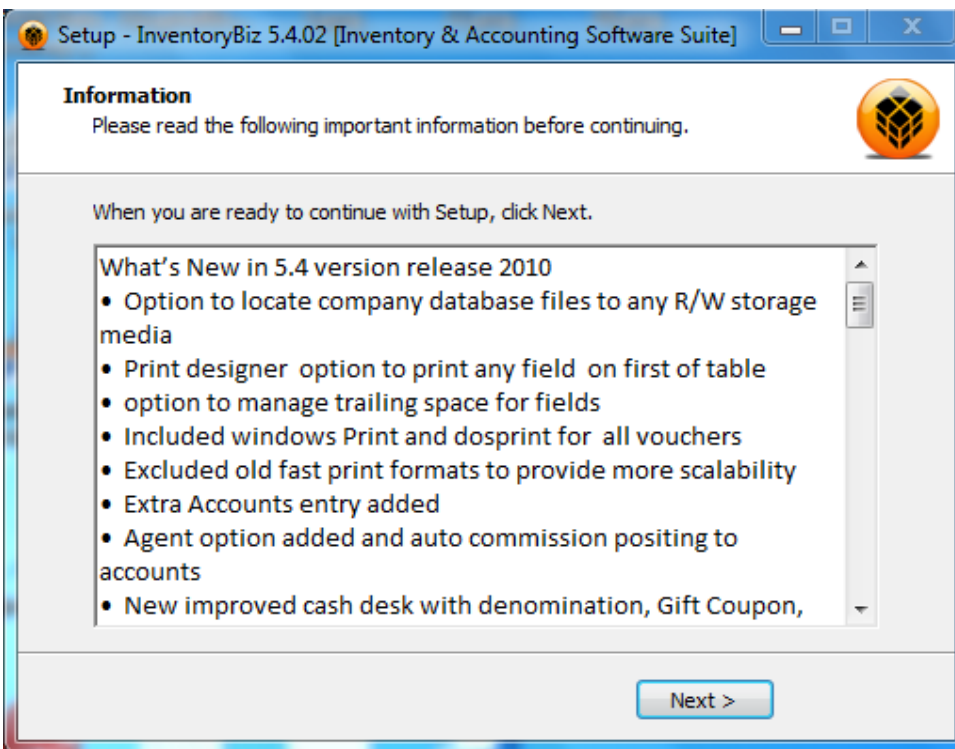 Setup - InventoryBiz 5.4.02 [Inventory & Accounting Software Suite]
Information
Please read the following important information before continuing.
When you are ready to continue with Setup, click Next.
What's New in 5.4 version release 2010
• Option to locate company database files to any R/W storage
media
• Print designer option to print any field on first of table
• option to manage trailing space for fields
• Included windows Print and dosprint for all vouchers
• Excluded old fast print formats to provide more scalability
• Extra Accounts entry added
• Agent option added and auto commission positing to
accounts
• New improved cash desk with denomination, Gift Coupon,
Next >